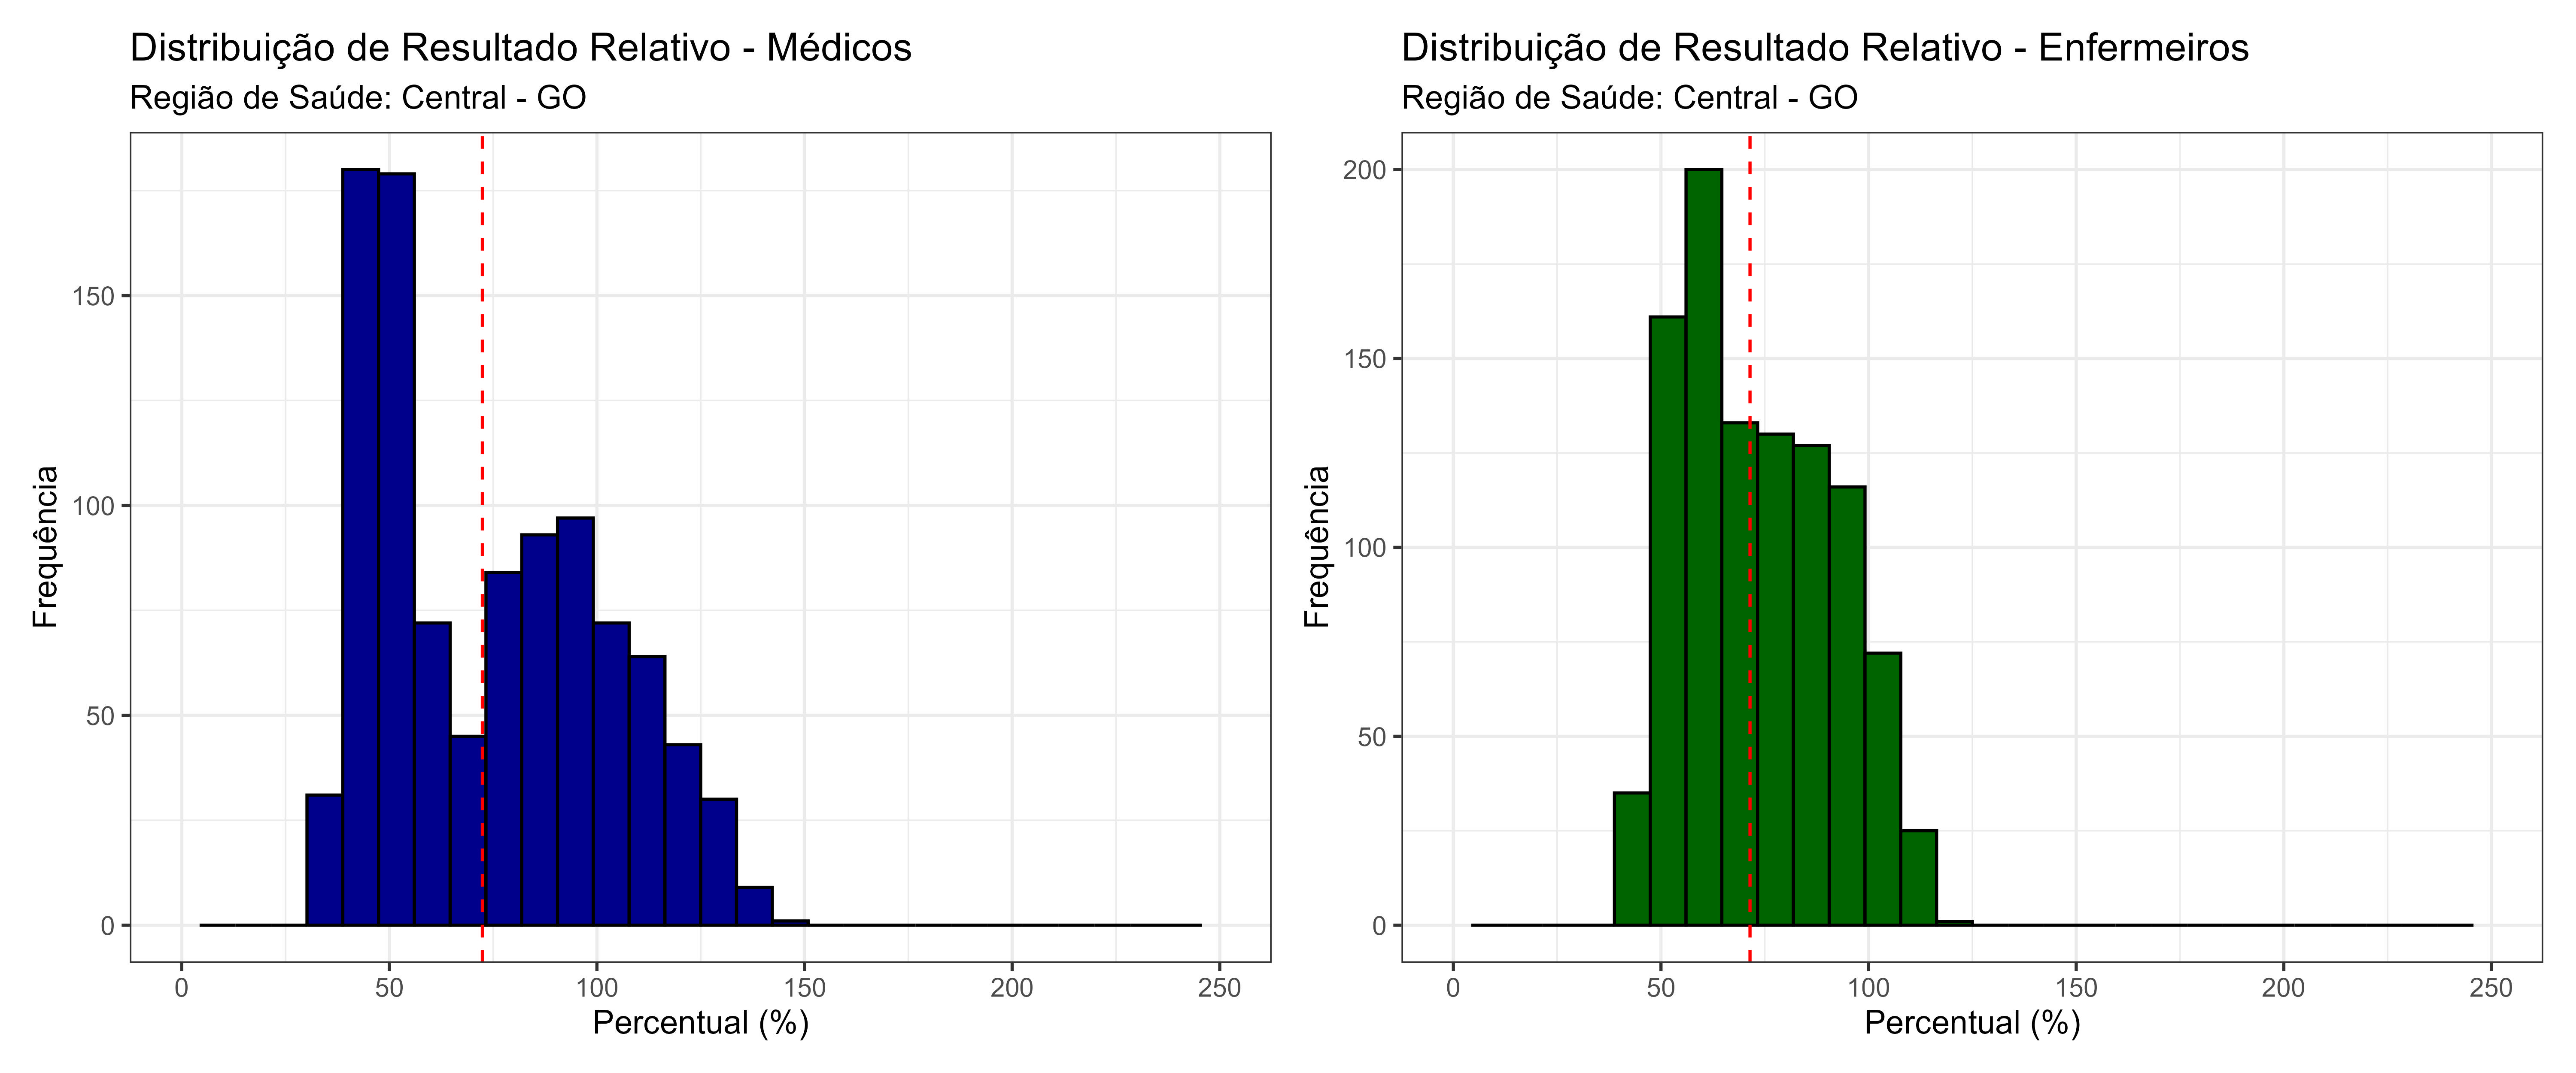 Distribuição de Resultado Relativo - Médicos
Região de Saúde: Central - GO
Frequência
150
100
50
0
0 50 100 150 200 250
Percentual (%)
Distribuição de Resultado Relativo - Enfermeiros
Região de Saúde: Central - GO
Frequência
200
150
100
50
0
0 50 100 150 200 250
Percentual (%)